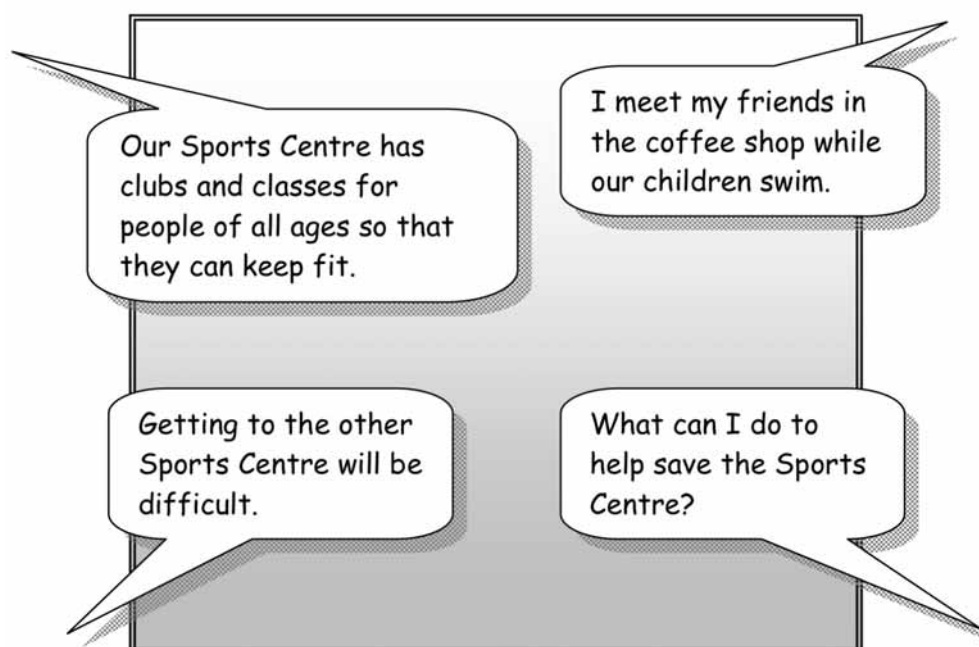 Our Sports Centre has
clubs and classes for
people of all ages so that
they can keep fit.
I meet my friends in
the coffee shop while
our children swim.
Getting to the other
Sports Centre will be
difficult.
What can I do to
help save the Sports
Centre?